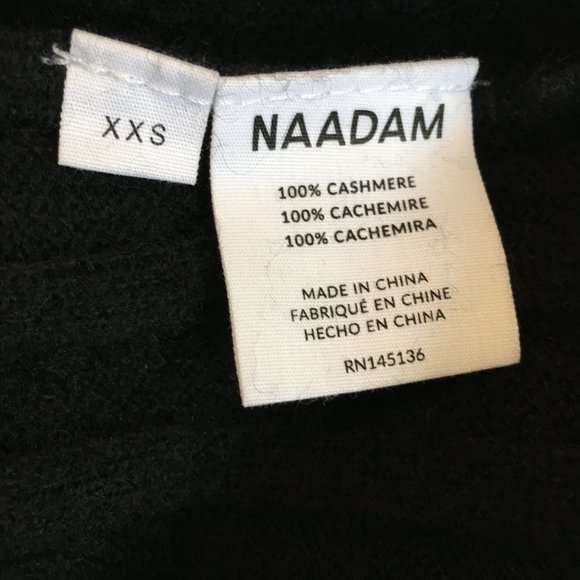 XXS
NAADAM
100% CASHMERE
100% CACHEMIRE
100% CACHEMIRA
MADE IN CHINA
FABRIQUÉ EN CHINE
HECHO EN CHINA
RN145136